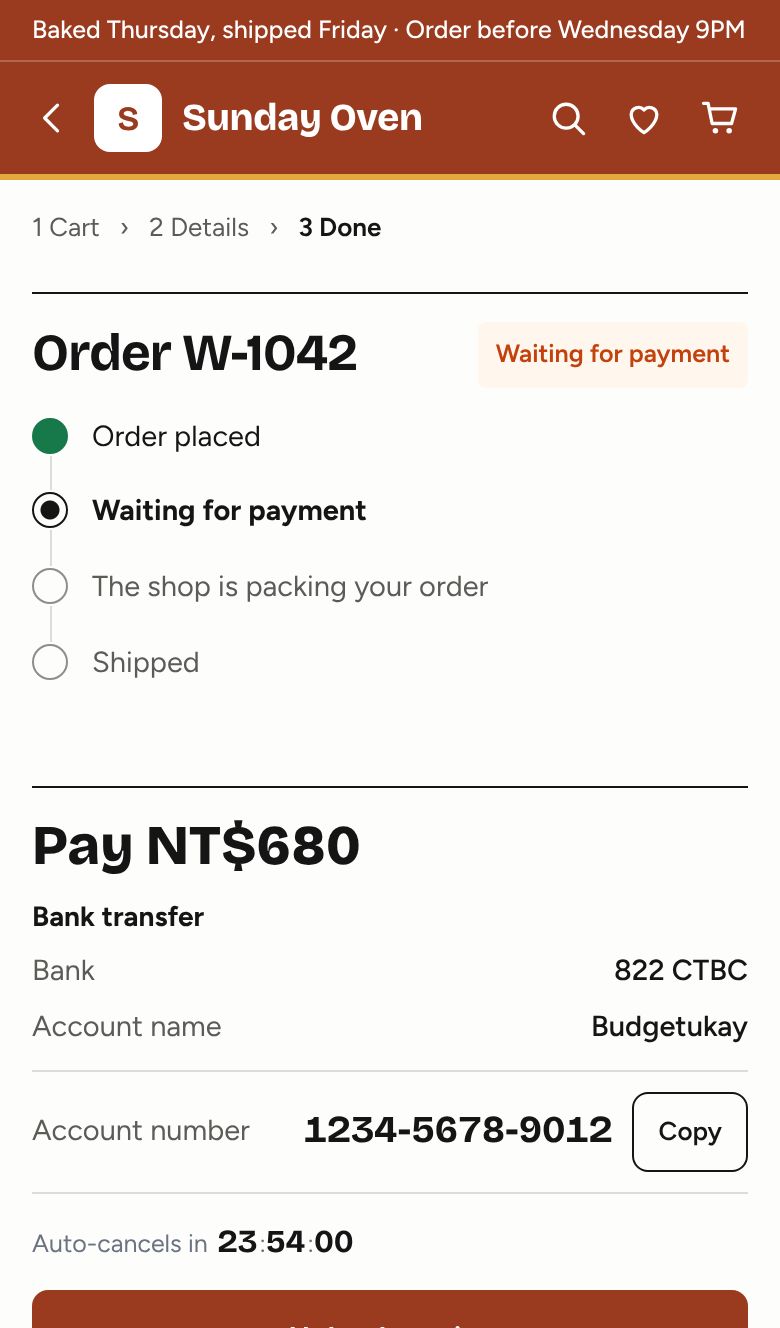 Baked Thursday, shipped Friday · Order before Wednesday 9PM
S Sunday Oven
1 Cart › 2 Details › 3 Done
Order W-1042 Waiting for payment
Order placed
Waiting for payment
The shop is packing your order
Shipped
Pay NT$680
Bank transfer
Bank 822 CTBC
Account name Budgetukay
Account number 1234-5678-9012 Copy
Auto-cancels in 23:54:00